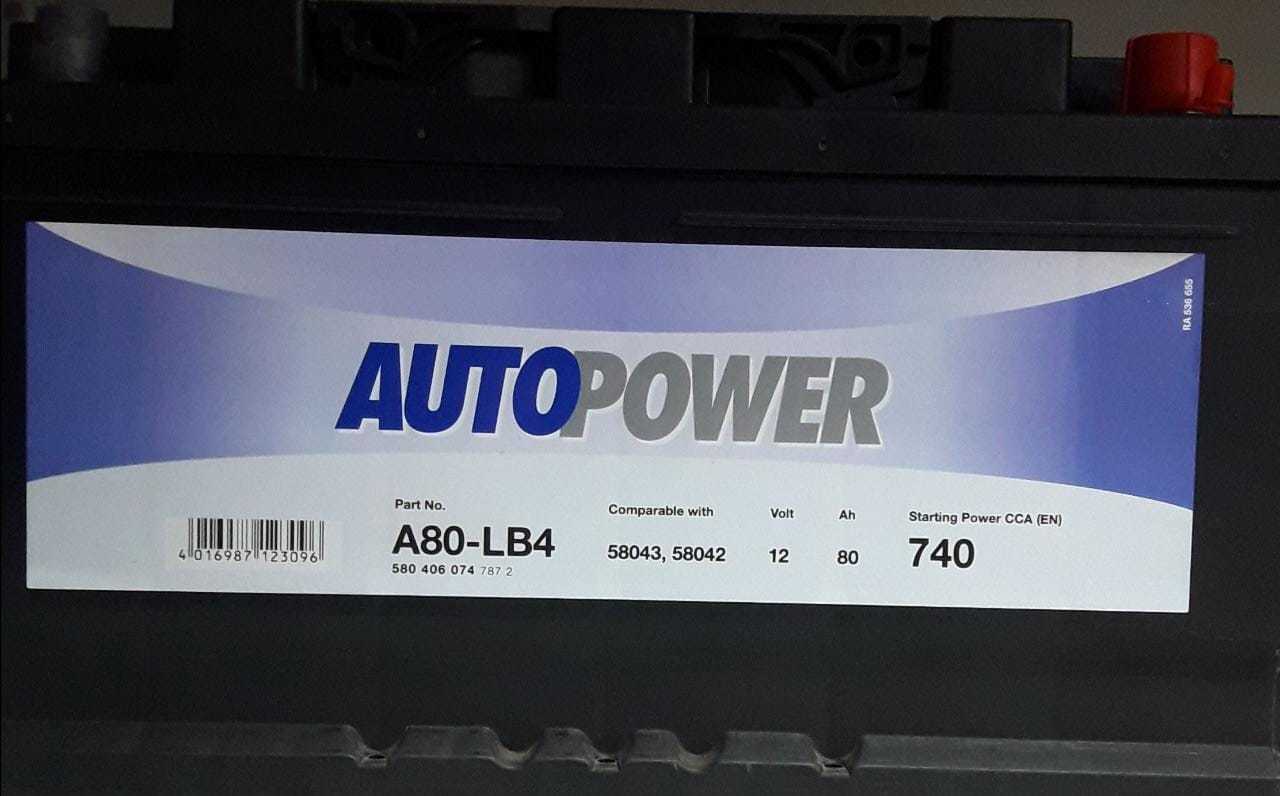 RA 536 655
AUTOPOWER
Part No.
A80-LB4
580 406 074 787 2
Comparable with
58043, 58042
Volt
12
Ah
80
Starting Power CCA (EN)
740
4 016987 123096